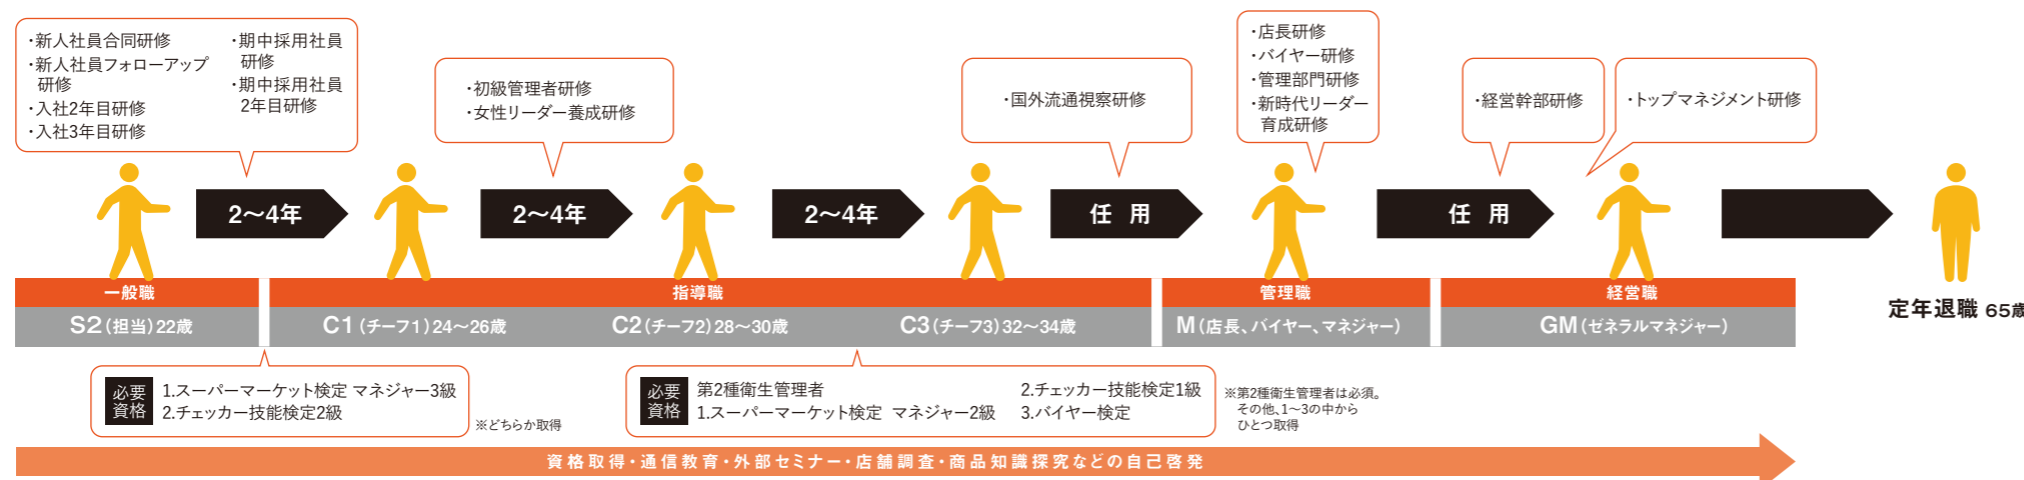 ・新人社員合同研修
・新人社員フォローアップ
研修
・入社2年目研修
・入社3年目研修
・期中採用社員
研修
・期中採用社員
2年目研修
・初級管理者研修
・女性リーダー養成研修
・国外流通視察研修
・店長研修
・バイヤー研修
・管理部門研修
・新時代リーダー
育成研修
・経営幹部研修
・トップマネジメント研修
2〜4年
2〜4年
2〜4年
任 用
任 用
一般職
指導職
管理職
経営職
S2(担当)22歳
C1(チーフ1)24〜26歳
C2(チーフ2)28〜30歳
C3(チーフ3)32〜34歳
M(店長、バイヤー、マネジャー)
GM(ゼネラルマネジャー)
定年退職 65歳
必要
資格
1.スーパーマーケット検定 マネジャー3級
2.チェッカー技能検定2級
※どちらか取得
必要
資格
第2種衛生管理者
1.スーパーマーケット検定 マネジャー2級
2.チェッカー技能検定1級
3.バイヤー検定
※第2種衛生管理者は必須。
その他、1〜3の中から
ひとつ取得
資格取得・通信教育・外部セミナー・店舗調査・商品知識探究などの自己啓発